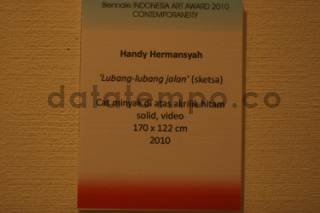 Biennale INDONESIA ART AWARD 2010
CONTEMPORANEITY
Handy Hermansyah
'Lubang-lubang jalan' (sketsa)
datatempo.co
Cat minyak di atas akrilik hitam
solid, video
170 x 122 cm
2010